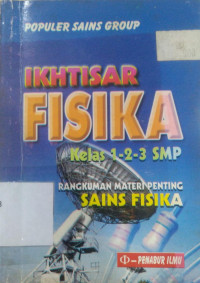 POPULER SAINS GROUP
IKHTISAR
FISIKA
Kelas 1-2-3 SMP
RANGKUMAN MATERI PENTING
SAINS FISIKA
Φ-PENABUR ILMU